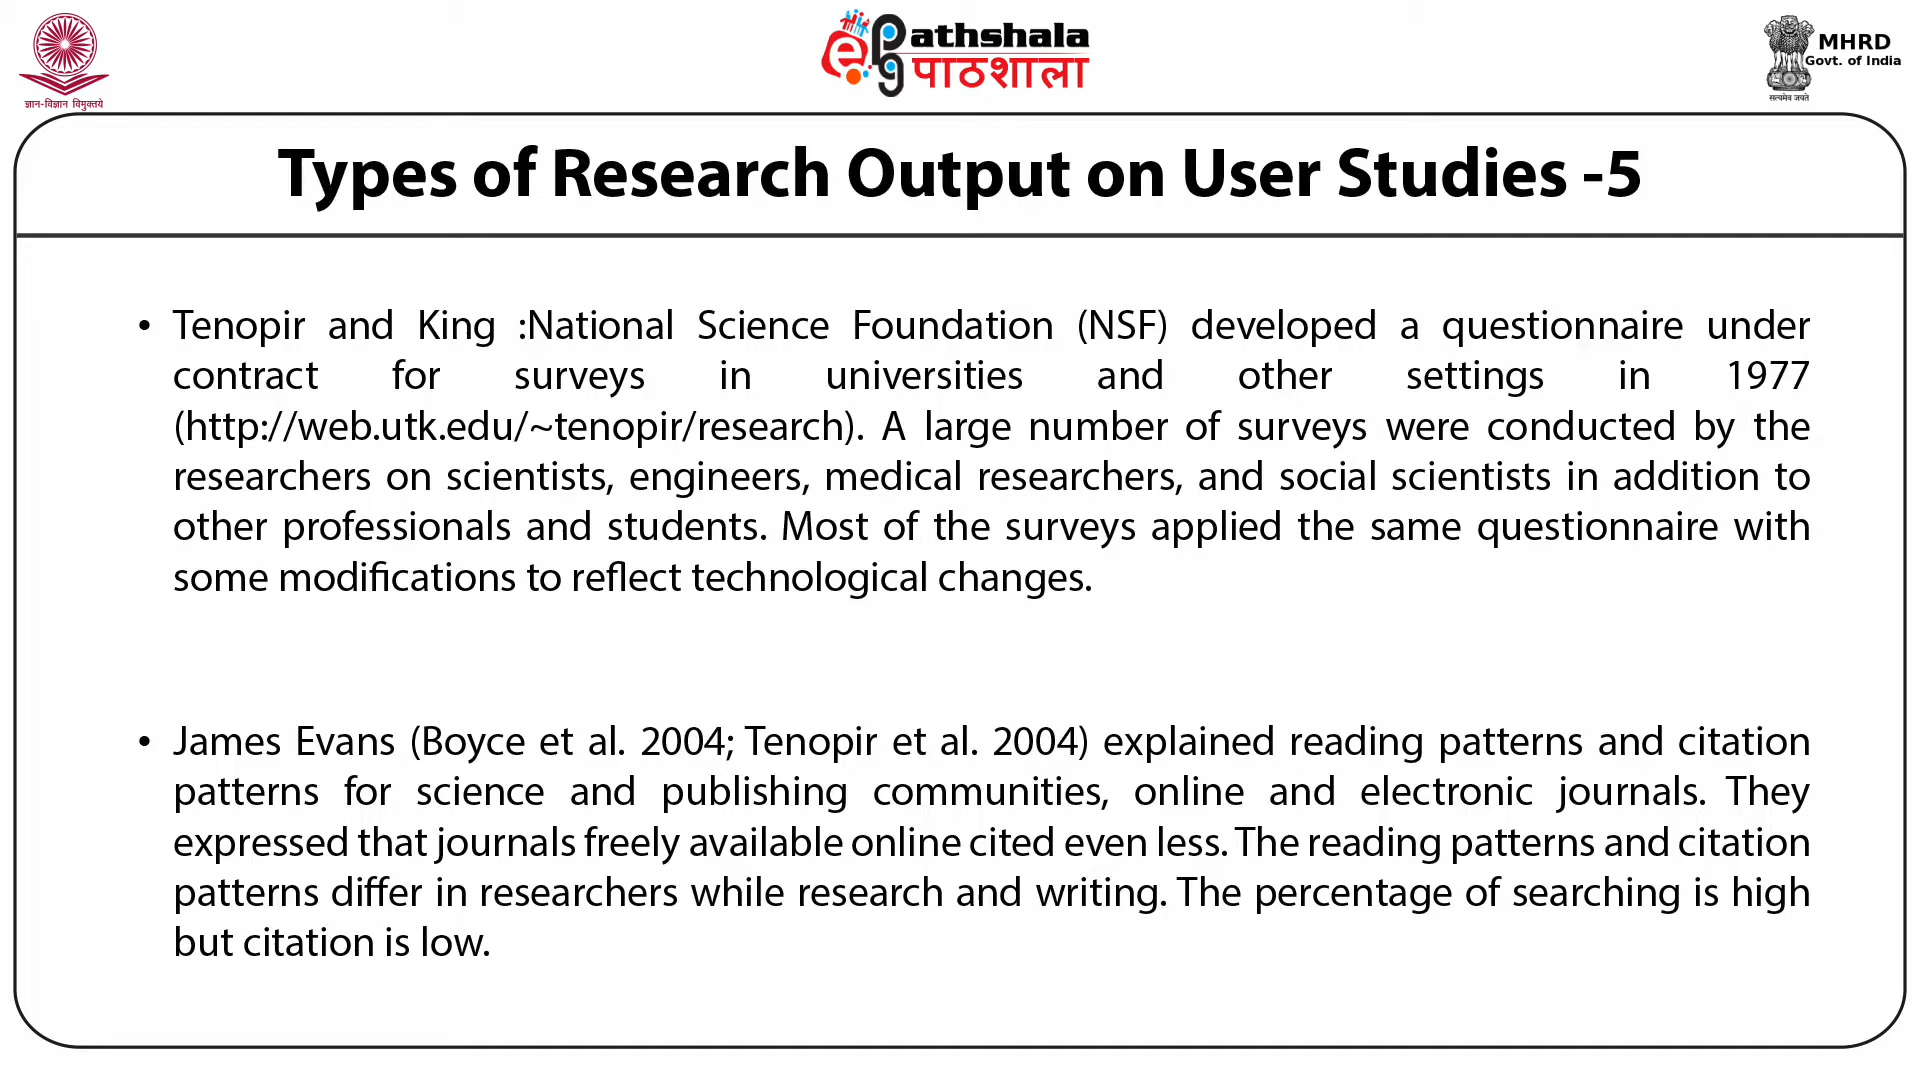 ज्ञान-विज्ञान विमुक्तये
ePathshala
पाठशाला
MHRD
Govt. of India
सत्यमेव जयते
Types of Research Output on User Studies -5
• Tenopir and King :National Science Foundation (NSF) developed a questionnaire under
contract for surveys in universities and other settings in 1977
(http://web.utk.edu/~tenopir/research). A large number of surveys were conducted by the
researchers on scientists, engineers, medical researchers, and social scientists in addition to
other professionals and students. Most of the surveys applied the same questionnaire with
some modifications to reflect technological changes.
• James Evans (Boyce et al. 2004; Tenopir et al. 2004) explained reading patterns and citation
patterns for science and publishing communities, online and electronic journals. They
expressed that journals freely available online cited even less. The reading patterns and citation
patterns differ in researchers while research and writing. The percentage of searching is high
but citation is low.